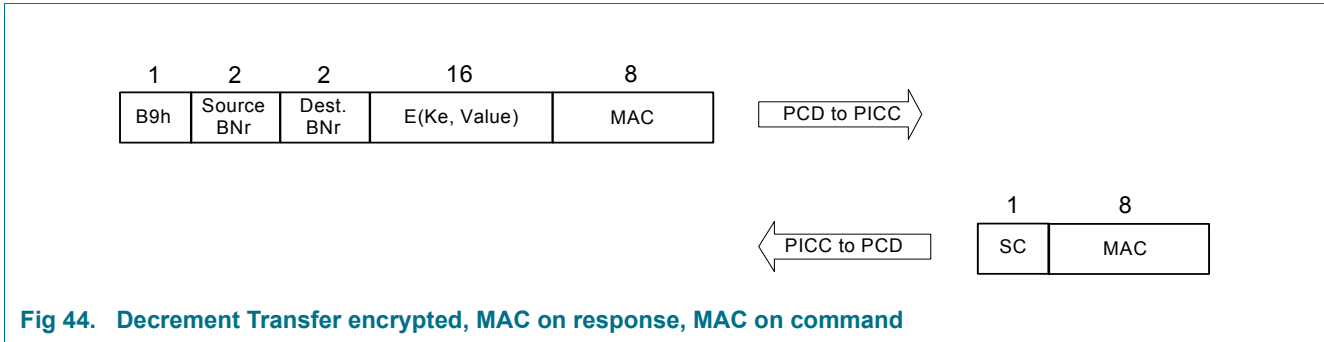 1 2 2 16 8
B9h Source BNr Dest. BNr E(Ke, Value) MAC
PCD to PICC
1 8
PICC to PCD SC MAC
Fig 44. Decrement Transfer encrypted, MAC on response, MAC on command